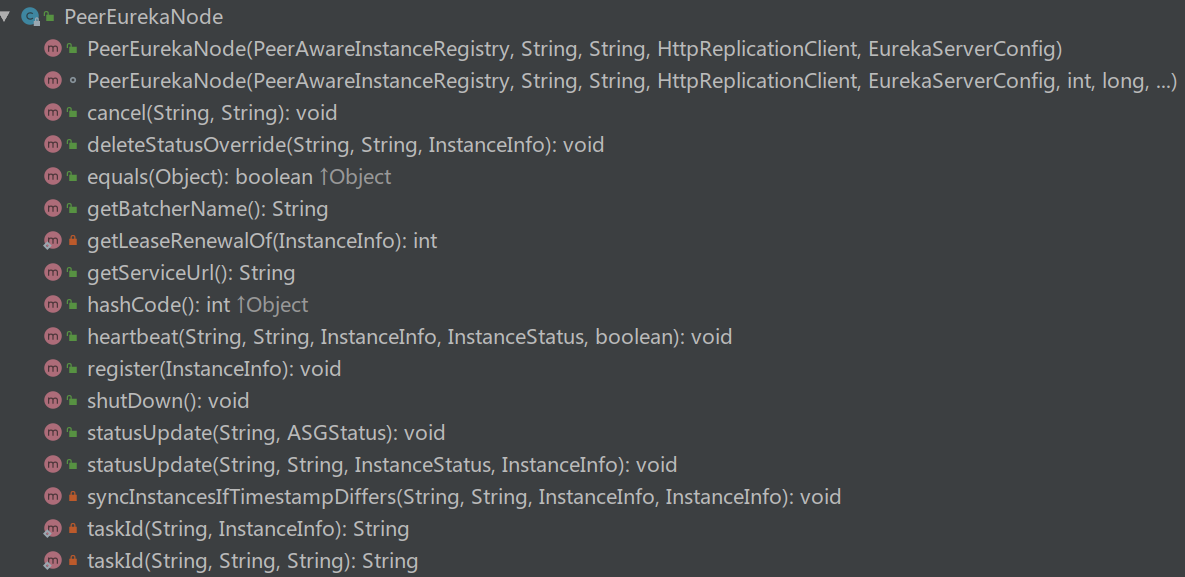 PeerEurekaNode
PeerEurekaNode(PeerAwareInstanceRegistry, String, String, HttpReplicationClient, EurekaServerConfig)
PeerEurekaNode(PeerAwareInstanceRegistry, String, String, HttpReplicationClient, EurekaServerConfig, int, long, ...)
cancel(String, String): void
deleteStatusOverride(String, String, InstanceInfo): void
equals(Object): boolean ↑Object
getBatcherName(): String
getLeaseRenewalOf(InstanceInfo): int
getServiceUrl(): String
hashCode(): int ↑Object
heartbeat(String, String, InstanceInfo, InstanceStatus, boolean): void
register(InstanceInfo): void
shutDown(): void
statusUpdate(String, ASGStatus): void
statusUpdate(String, String, InstanceStatus, InstanceInfo): void
syncInstancesIfTimestampDiffers(String, String, InstanceInfo, InstanceInfo): void
taskId(String, InstanceInfo): String
taskId(String, String, String): String